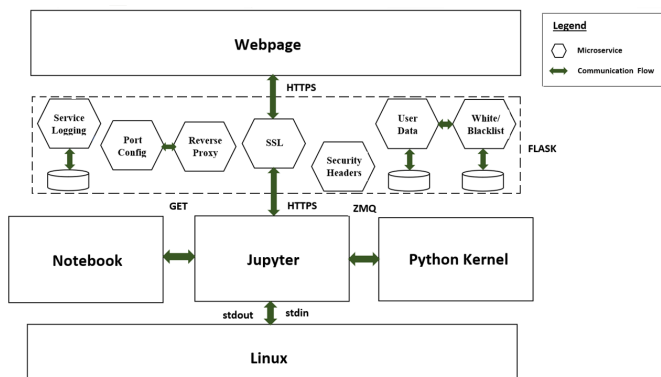 Webpage
Legend
Microservice
Communication Flow
HTTPS
Service
Logging
Port
Config
Reverse
Proxy
SSL
Security
Headers
User
Data
White/
Blacklist
FLASK
GET
HTTPS
ZMQ
Notebook
Jupyter
Python Kernel
stdout
stdin
Linux